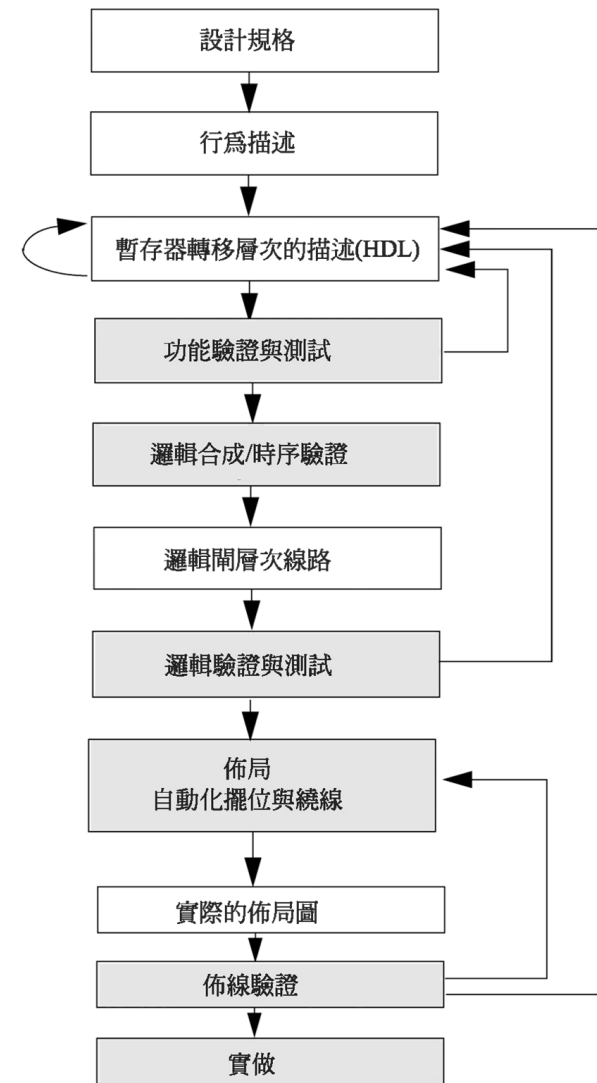 設計規格
行爲描述
暫存器轉移層次的描述(HDL)
功能驗證與測試
邏輯合成/時序驗證
邏輯閘層次線路
邏輯驗證與測試
佈局
自動化擺位與繞線
實際的佈局圖
佈線驗證
實做